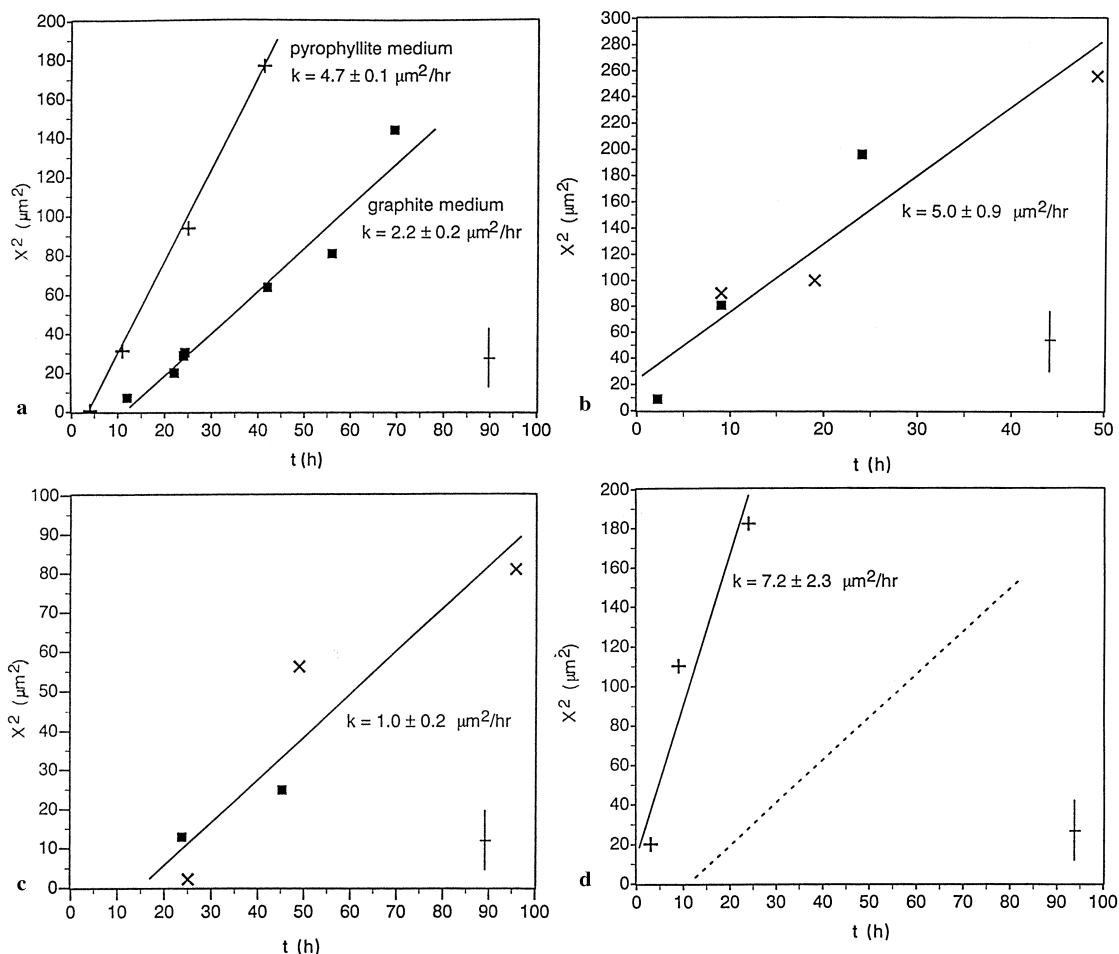 200
180
160
140
120
100
80
60
40
20
0
X² (μm²)
pyrophyllite medium
k = 4.7 ± 0.1 μm²/hr
graphite medium
k = 2.2 ± 0.2 μm²/hr
a
0 10 20 30 40 50 60 70 80 90 100
t (h)
300
280
260
240
220
200
180
160
140
120
100
80
60
40
20
0
X² (μm²)
k = 5.0 ± 0.9 μm²/hr
b
0 10 20 30 40 50
t (h)
100
90
80
70
60
50
40
30
20
10
0
X² (μm²)
k = 1.0 ± 0.2 μm²/hr
c
0 10 20 30 40 50 60 70 80 90 100
t (h)
200
180
160
140
120
100
80
60
40
20
0
X² (μm²)
k = 7.2 ± 2.3 μm²/hr
d
0 10 20 30 40 50 60 70 80 90 100
t (h)